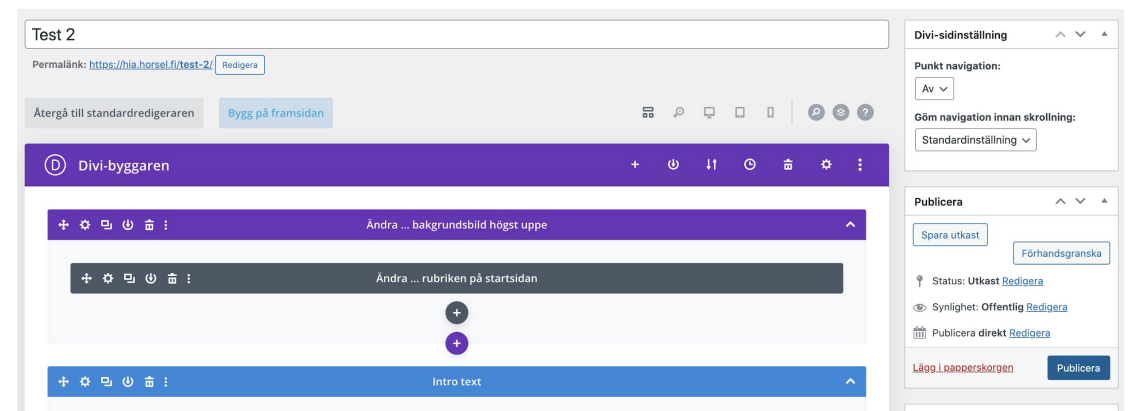 Test 2
Permalänk: https://hia.horsel.fi/test-2/ Redigera
Återgå till standardredigeraren Bygg på framsidan
D Divi-byggaren
Ändra ... bakgrundsbild högst uppe
Ändra ... rubriken på startsidan
Intro text
Divi-sidinställning
Punkt navigation:
Av
Göm navigation innan skrollning:
Standardinställning
Publicera
Spara utkast
Förhandsgranska
Status: Utkast Redigera
Synlighet: Offentlig Redigera
Publicera direkt Redigera
Lägg i papperskorgen Publicera